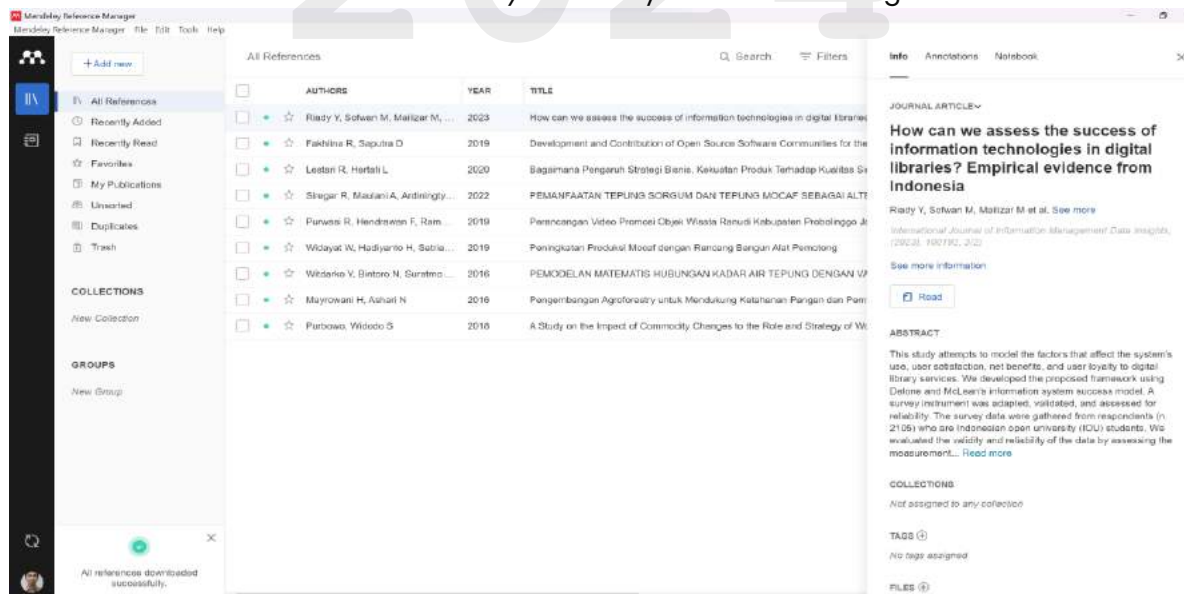 2024
Mendeley Reference Manager
Mendeley Reference Manager File Edit Tools Help
+Add new
All References
Recently Added
Recently Read
Favorites
My Publications
Unsorted
Duplicates
Trash
COLLECTIONS
New Collection
GROUPS
New Group
All references downloaded
successfully.
All References
Search
Filters
AUTHORS YEAR TITLE
Riady Y, Sofwan M, Mailizar M, ... 2023 How can we assess the success of information technologies in digital libraries
Fakhlina R, Saputra D 2019 Development and Contribution of Open Source Software Communities for the
Lestari R, Hertati L 2020 Bagaimana Pengaruh Strategi Bisnis, Kekuatan Produk Terhadap Kualitas Si
Siregar R, Maulani A, Ardiningty... 2022 PEMANFAATAN TEPUNG SORGUM DAN TEPUNG MOCAF SEBAGAI ALTE
Purwasi R, Hendrawan F, Ram... 2019 Perancangan Video Promosi Objek Wisata Ranudi Kabupaten Probolinggo Ja
Widayat W, Hadiyanto H, Satria... 2019 Peningkatan Produksi Mocaf dengan Rancang Bangun Alat Pemotong
Witdarko Y, Bintoro N, Suratmo ... 2016 PEMODELAN MATEMATIS HUBUNGAN KADAR AIR TEPUNG DENGAN VA
Mayrowani H, Ashari N 2016 Pengembangan Agroforestry untuk Mendukung Ketahanan Pangan dan Pem
Purbowo, Widodo S 2018 A Study on the Impact of Commodity Changes to the Role and Strategy of Wo
Info Annotations Notebook
JOURNAL ARTICLE
How can we assess the success of
information technologies in digital
libraries? Empirical evidence from
Indonesia
Riady Y, Sofwan M, Mailizar M et al. See more
International Journal of Information Management Data Insights,
(2023), 100192, 3(2)
See more information
Read
ABSTRACT
This study attempts to model the factors that affect the system's
use, user satisfaction, net benefits, and user loyalty to digital
library services. We developed the proposed framework using
Delone and McLean's information system success model. A
survey instrument was adapted, validated, and assessed for
reliability. The survey data were gathered from respondents (n
2105) who are Indonesian open university (IOU) students. We
evaluated the validity and reliability of the data by assessing the
measurement... Read more
COLLECTIONS
Not assigned to any collection
TAGS
No tags assigned
FILES